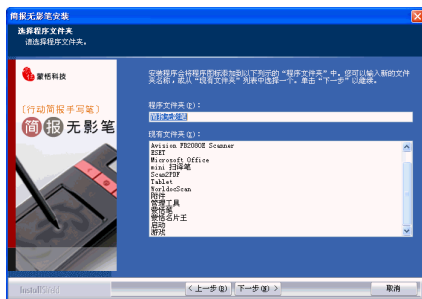 简报无影笔安装
选择程序文件夹
请选择程序文件夹。
蒙恬科技
[行动简报手写笔]
简报无影笔
安装程序会将程序图标添加到以下列示的“程序文件夹”中。您可以输入新的文件
夹名称，或从“现有文件夹”列表中选择一个。单击“下一步”以继续。
程序文件夹(P)：
简报无影笔
现有文件夹(X)：
Avision FB2080E Scanner
ESET
Microsoft Office
mini 扫译笔
Scan2PDF
Tablet
WorldocScan
附件
管理工具
蒙恬笔
蒙恬名片王
启动
游戏
InstallShield
< 上一步(B) 下一步(N) > 取消